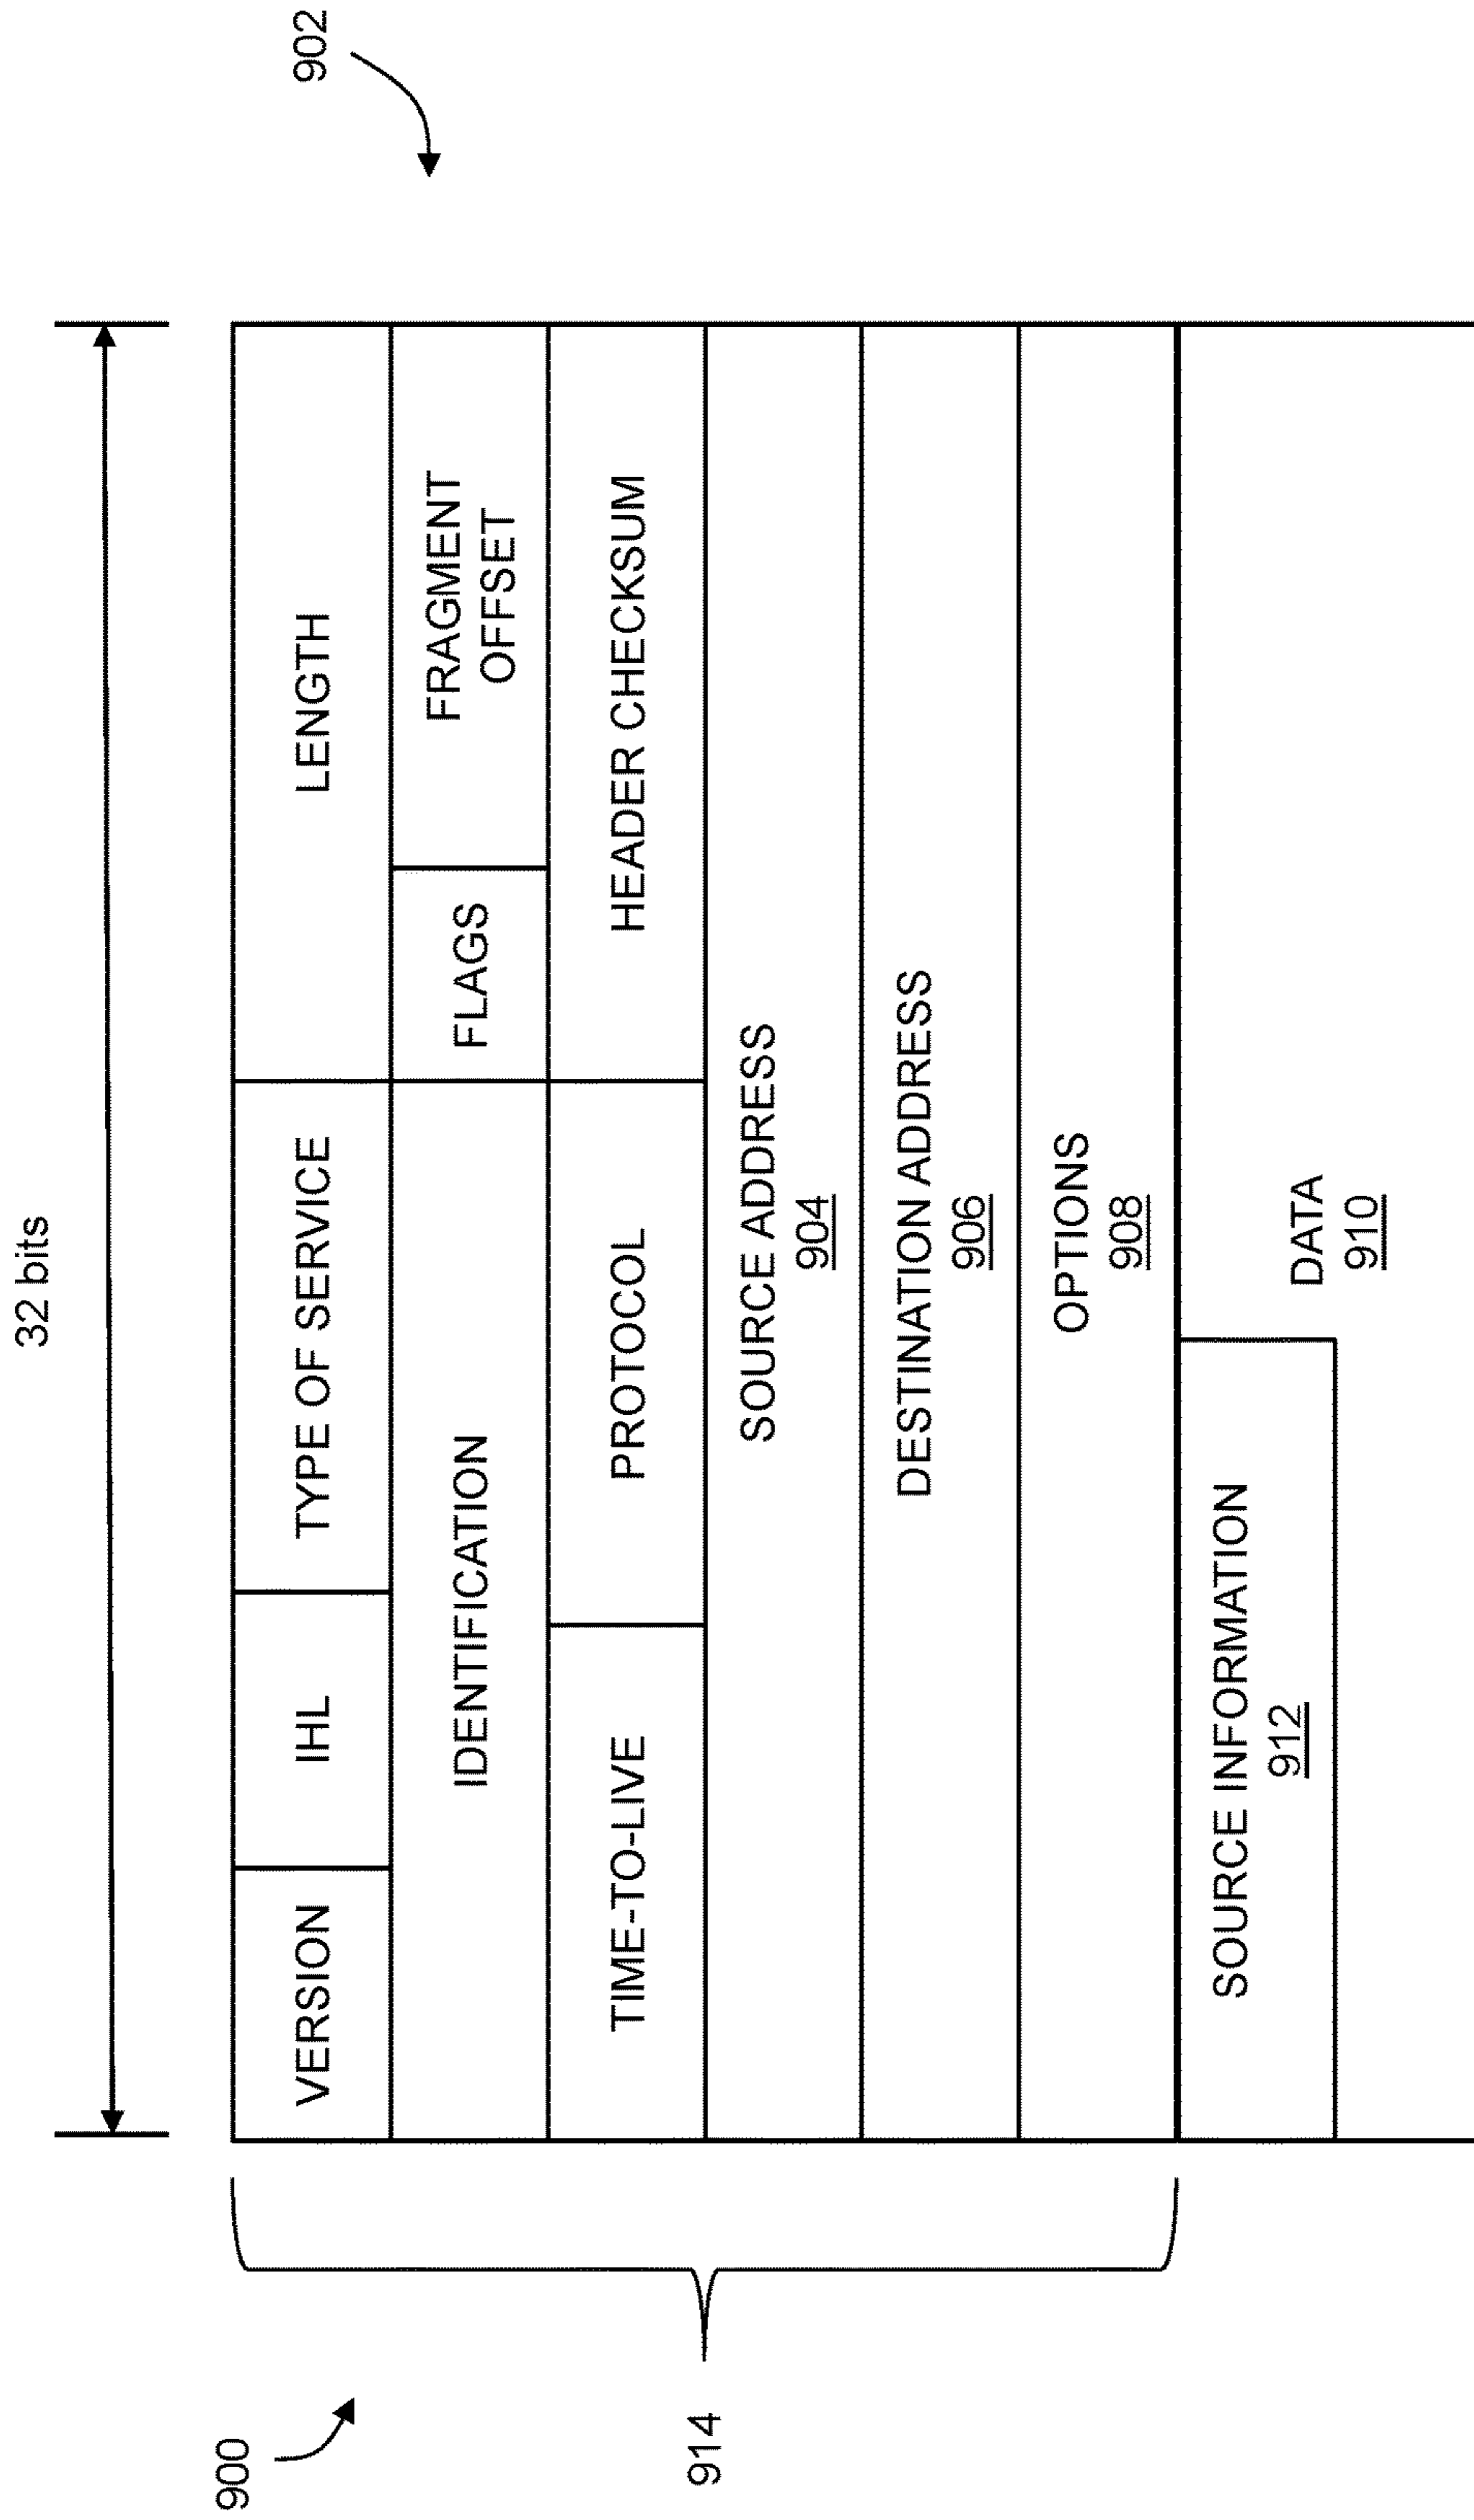 900
32 bits
902
VERSION
IHL
TYPE OF SERVICE
LENGTH
IDENTIFICATION
FLAGS
FRAGMENT
OFFSET
TIME-TO-LIVE
PROTOCOL
HEADER CHECKSUM
914
SOURCE ADDRESS
904
DESTINATION ADDRESS
906
OPTIONS
908
SOURCE INFORMATION
912
DATA
910